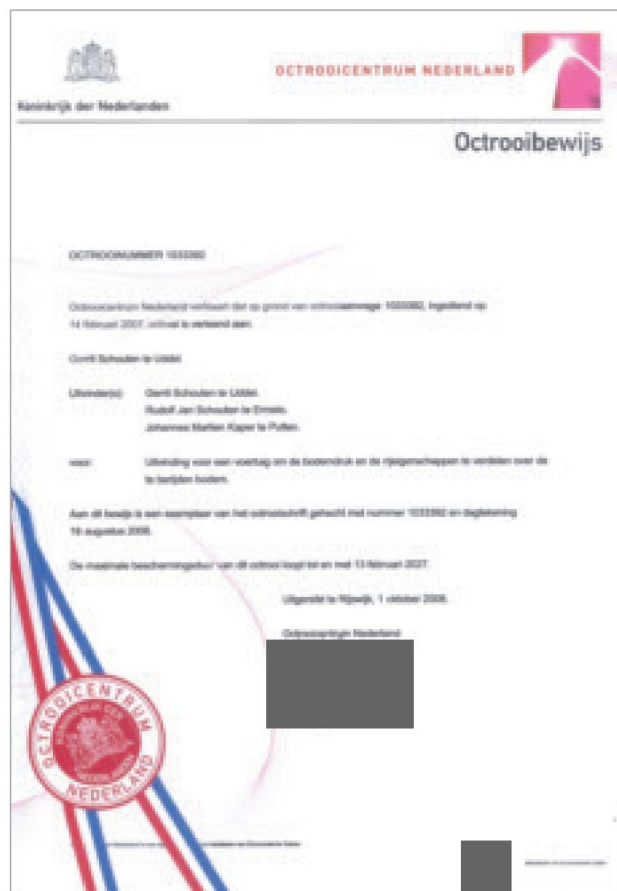 OCTROOICENTRUM NEDERLAND
Koninkrijk der Nederlanden
Octrooibewijs
OCTROOINUMMER 1033392
Octrooicentrum Nederland verklaart dat op grond van octrooiaanvrage 1033392, ingediend op
14 februari 2007, octrooi is verleend aan:
Gerrit Schouten te Uddel.
Uitvinder(s): Gerrit Schouten te Uddel.
Rudolf Jan Schouten te Ermelo.
Johannes Kaper te Putten.
voor: Uitvinding voor een voertuig om de bodemdruk en de rijeigenschappen te verdelen over de
te berijden bodem.
Aan dit bewijs is een exemplaar van het octrooischrift gehecht met nummer 1033392 en dagtekening
augustus 2008.
De maximale beschermingsduur van dit octrooi loopt tot en met 13 februari 2027.
Uitgereikt te Rijswijk, 1 oktober 2008.
Octrooicentrum Nederland
OCTROOICENTRUM
NEDERLAND
KONINKRIJK DER
NEDERLANDEN